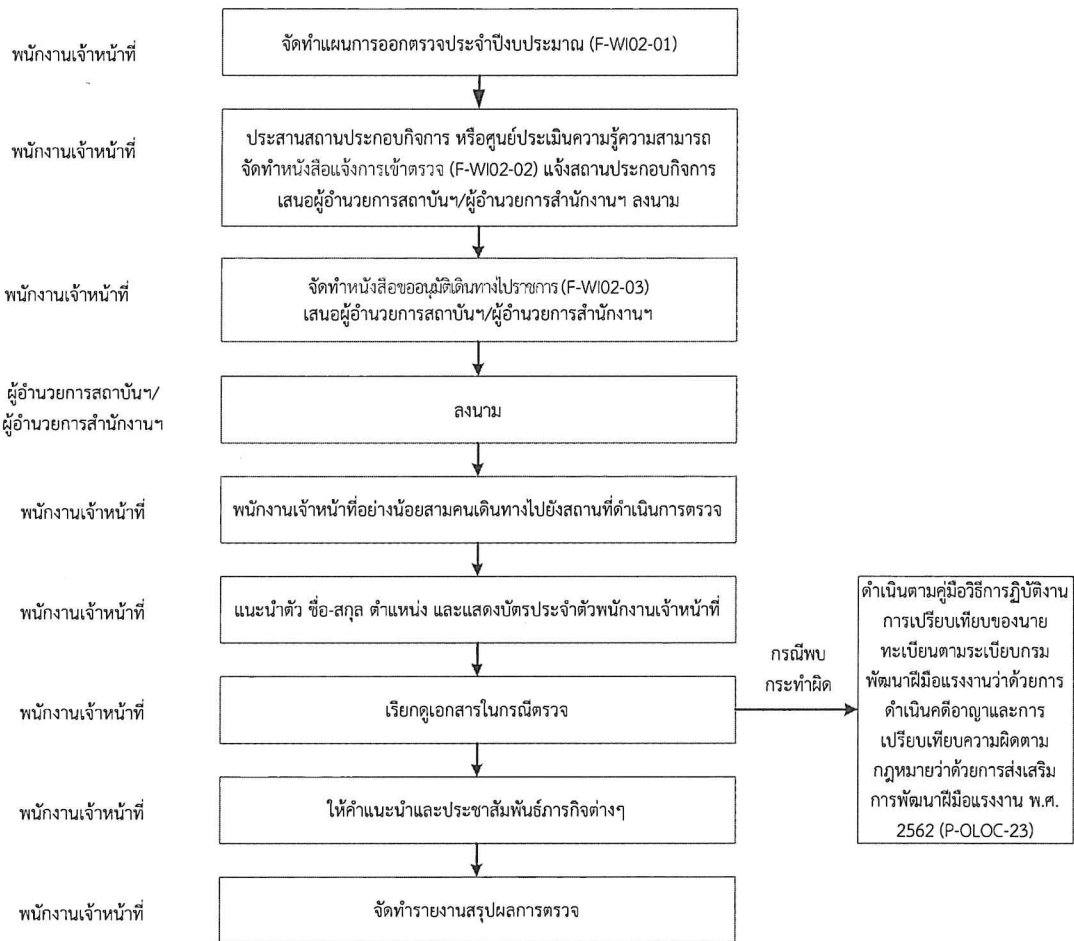 พนักงานเจ้าหน้าที่
จัดทำแผนการออกตรวจประจำปีงบประมาณ (F-WI02-01)
พนักงานเจ้าหน้าที่
ประสานสถานประกอบกิจการ หรือศูนย์ประเมินความรู้ความสามารถ
จัดทำหนังสือแจ้งการเข้าตรวจ (F-WI02-02) แจ้งสถานประกอบกิจการ
เสนอผู้อำนวยการสถาบันฯ/ผู้อำนวยการสำนักงานฯ ลงนาม
พนักงานเจ้าหน้าที่
จัดทำหนังสือขออนุมัติเดินทางไปราชการ (F-WI02-03)
เสนอผู้อำนวยการสถาบันฯ/ผู้อำนวยการสำนักงานฯ
ผู้อำนวยการสถาบันฯ/
ผู้อำนวยการสำนักงานฯ
ลงนาม
พนักงานเจ้าหน้าที่
พนักงานเจ้าหน้าที่อย่างน้อยสามคนเดินทางไปยังสถานที่ดำเนินการตรวจ
พนักงานเจ้าหน้าที่
แนะนำตัว ชื่อ-สกุล ตำแหน่ง และแสดงบัตรประจำตัวพนักงานเจ้าหน้าที่
พนักงานเจ้าหน้าที่
เรียกดูเอกสารในกรณีตรวจ
กรณีพบ
กระทำผิด
ดำเนินตามคู่มือวิธีการฏิบัติงาน
การเปรียบเทียบของนาย
ทะเบียนตามระเบียบกรม
พัฒนาฝีมือแรงงานว่าด้วยการ
ดำเนินคดีอาญาและการ
เปรียบเทียบความผิดตาม
กฎหมายว่าด้วยการส่งเสริม
การพัฒนาฝีมือแรงงาน พ.ศ.
2562 (P-OLOC-23)
พนักงานเจ้าหน้าที่
ให้คำแนะนำและประชาสัมพันธ์ภารกิจต่างๆ
พนักงานเจ้าหน้าที่
จัดทำรายงานสรุปผลการตรวจ